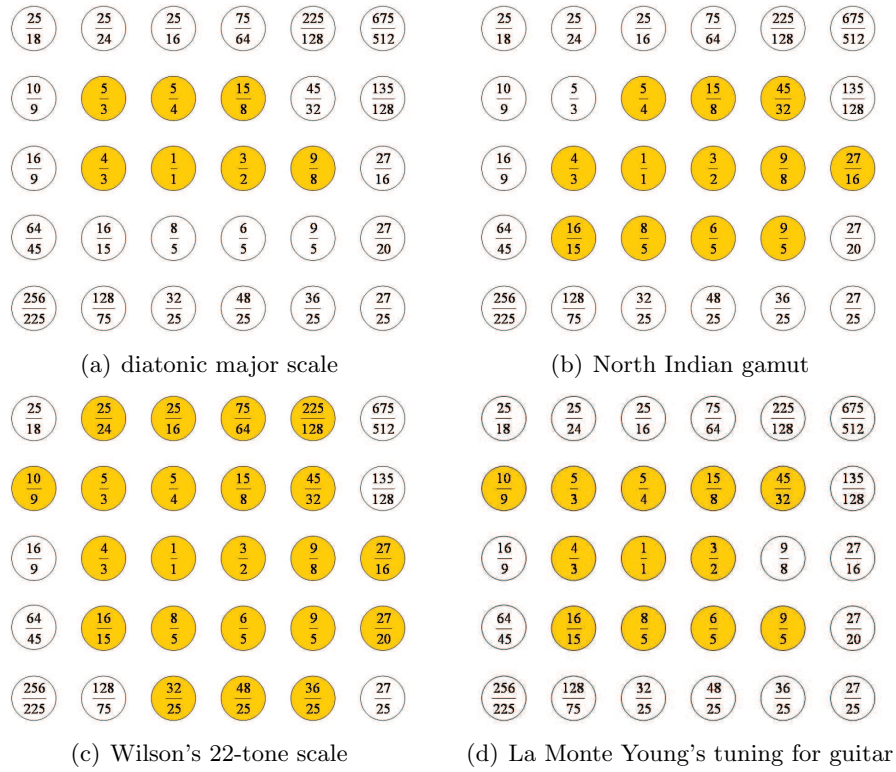 25/18 25/24 25/16 75/64 225/128 675/512
10/9 5/3 5/4 15/8 45/32 135/128
16/9 4/3 1/1 3/2 9/8 27/16
64/45 16/15 8/5 6/5 9/5 27/20
256/225 128/75 32/25 48/25 36/25 27/25
(a) diatonic major scale
25/18 25/24 25/16 75/64 225/128 675/512
10/9 5/3 5/4 15/8 45/32 135/128
16/9 4/3 1/1 3/2 9/8 27/16
64/45 16/15 8/5 6/5 9/5 27/20
256/225 128/75 32/25 48/25 36/25 27/25
(b) North Indian gamut
25/18 25/24 25/16 75/64 225/128 675/512
10/9 5/3 5/4 15/8 45/32 135/128
16/9 4/3 1/1 3/2 9/8 27/16
64/45 16/15 8/5 6/5 9/5 27/20
256/225 128/75 32/25 48/25 36/25 27/25
(c) Wilson's 22-tone scale
25/18 25/24 25/16 75/64 225/128 675/512
10/9 5/3 5/4 15/8 45/32 135/128
16/9 4/3 1/1 3/2 9/8 27/16
64/45 16/15 8/5 6/5 9/5 27/20
256/225 128/75 32/25 48/25 36/25 27/25
(d) La Monte Young's tuning for guitar